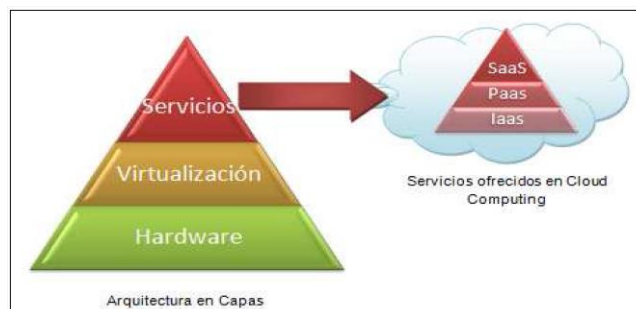 Servicios
Virtualización
Hardware
Arquitectura en Capas
SaaS
Paas
Iaas
Servicios ofrecidos en Cloud
Computing